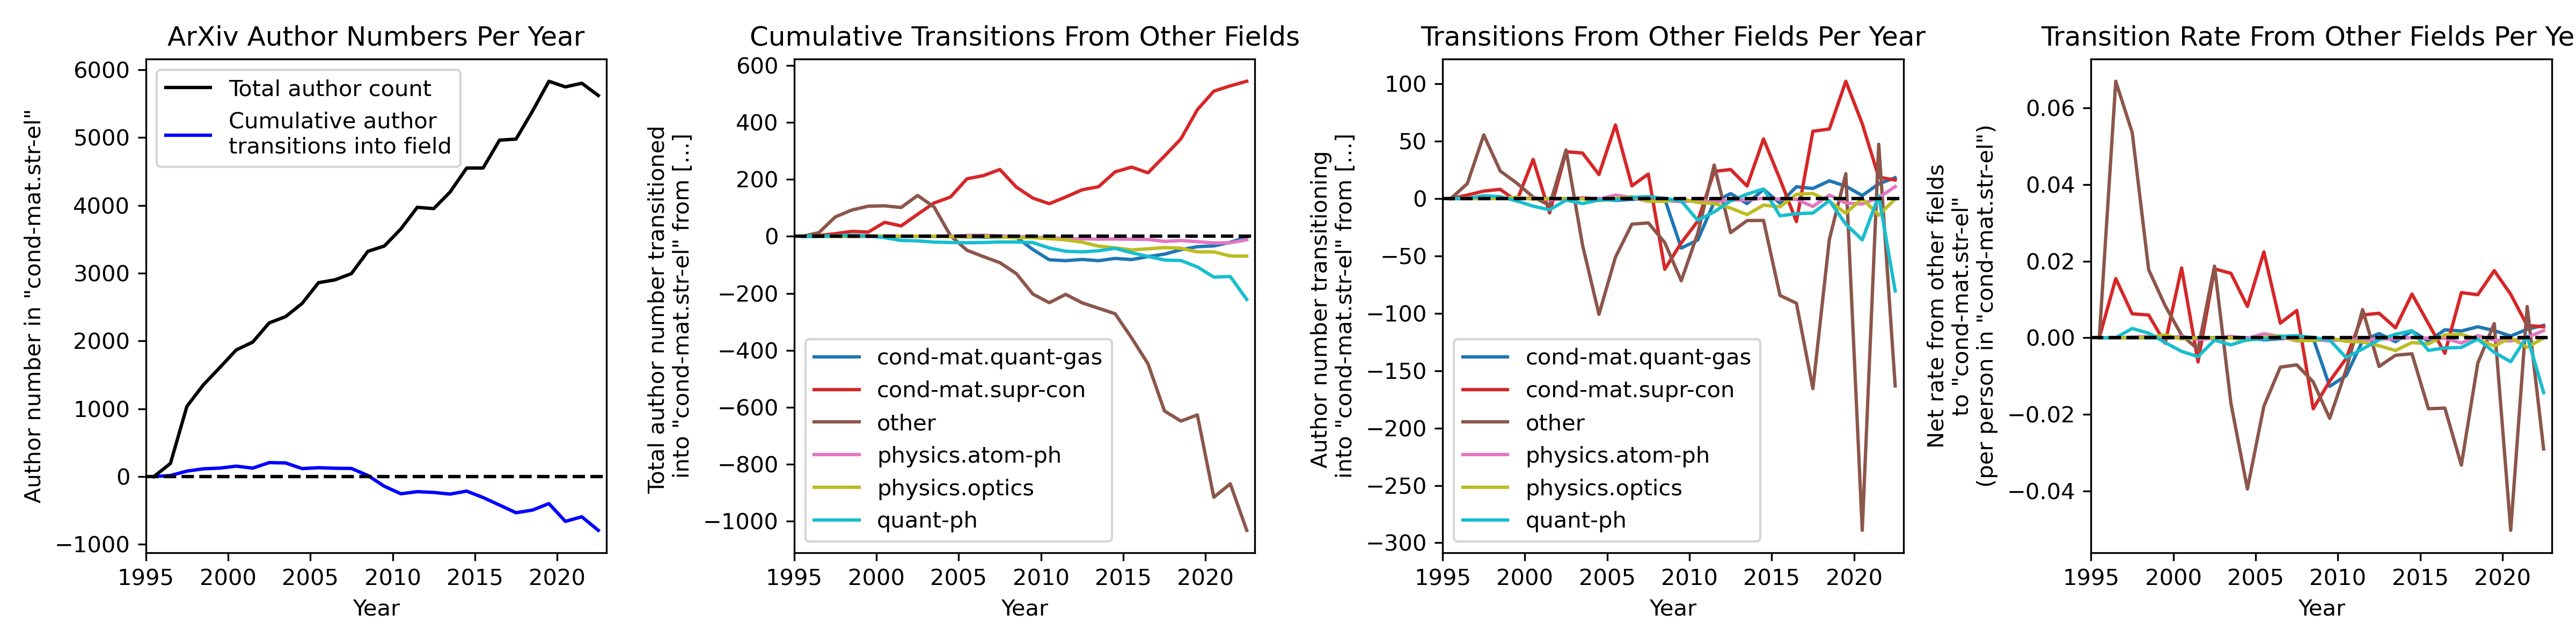 ArXiv Author Numbers Per Year
Author number in "cond-mat.str-el"
6000
5000
4000
3000
2000
1000
0
−1000
Total author count
Cumulative author
transitions into field
1995 2000 2005 2010 2015 2020
Year
Cumulative Transitions From Other Fields
Total author number transitioned
into "cond-mat.str-el" from [...]
600
400
200
0
−200
−400
−600
−800
−1000
cond-mat.quant-gas
cond-mat.supr-con
other
physics.atom-ph
physics.optics
quant-ph
1995 2000 2005 2010 2015 2020
Year
Transitions From Other Fields Per Year
Author number transitioning
into "cond-mat.str-el" from [...]
100
50
0
−50
−100
−150
−200
−250
−300
cond-mat.quant-gas
cond-mat.supr-con
other
physics.atom-ph
physics.optics
quant-ph
1995 2000 2005 2010 2015 2020
Year
Transition Rate From Other Fields Per Ye
Net rate from other fields
to "cond-mat.str-el"
(per person in "cond-mat.str-el")
0.06
0.04
0.02
0.00
−0.02
−0.04
1995 2000 2005 2010 2015 2020
Year